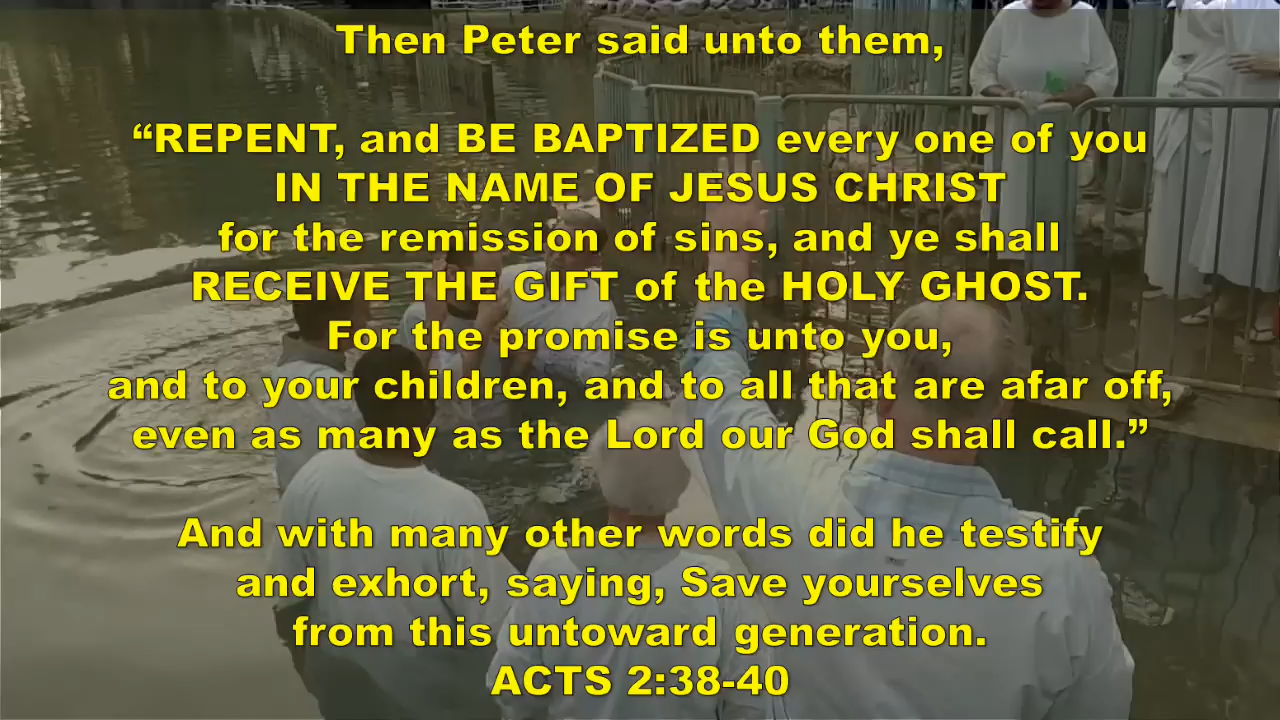 Then Peter said unto them,
“REPENT, and BE BAPTIZED every one of you
IN THE NAME OF JESUS CHRIST
for the remission of sins, and ye shall
RECEIVE THE GIFT of the HOLY GHOST.
For the promise is unto you,
and to your children, and to all that are afar off,
even as many as the Lord our God shall call.”
And with many other words did he testify
and exhort, saying, Save yourselves
from this untoward generation.
ACTS 2:38-40